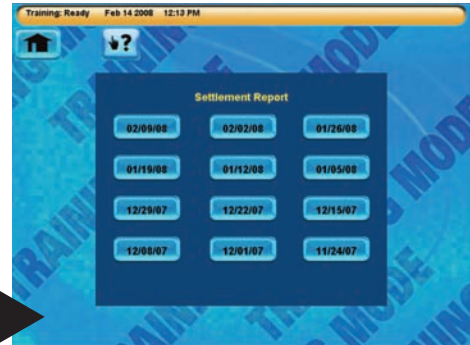 Training: Ready Feb 14 2008 12:13 PM
?
Settlement Report
02/09/08 02/02/08 01/26/08
01/19/08 01/12/08 01/05/08
12/29/07 12/22/07 12/15/07
12/08/07 12/01/07 11/24/07
TRAINING MODE